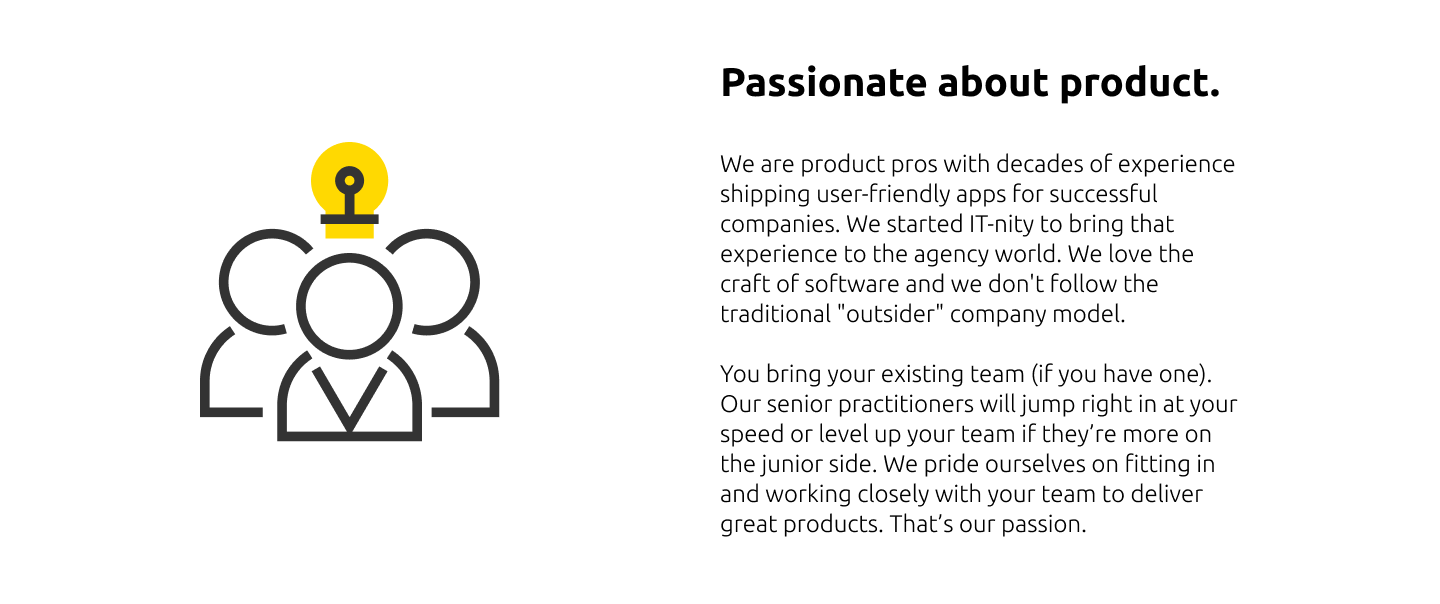 Passionate about product.
We are product pros with decades of experience
shipping user-friendly apps for successful
companies. We started IT-nity to bring that
experience to the agency world. We love the
craft of software and we don't follow the
traditional "outsider" company model.
You bring your existing team (if you have one).
Our senior practitioners will jump right in at your
speed or level up your team if they’re more on
the junior side. We pride ourselves on fitting in
and working closely with your team to deliver
great products. That’s our passion.